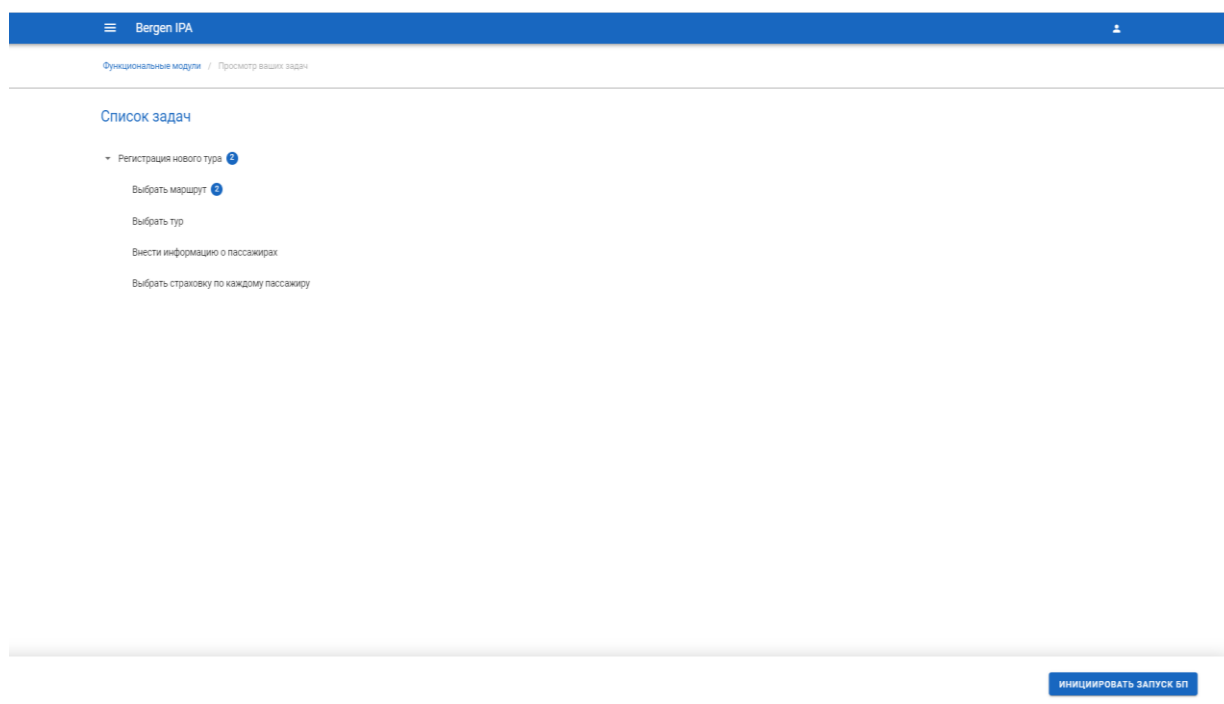 Bergen IPA
Функциональные модули / Просмотр ваших задач
Список задач
Регистрация нового тура 2
Выбрать маршрут 2
Выбрать тур
Внести информацию о пассажирах
Выбрать страховку по каждому пассажиру
ИНИЦИИРОВАТЬ ЗАПУСК БП